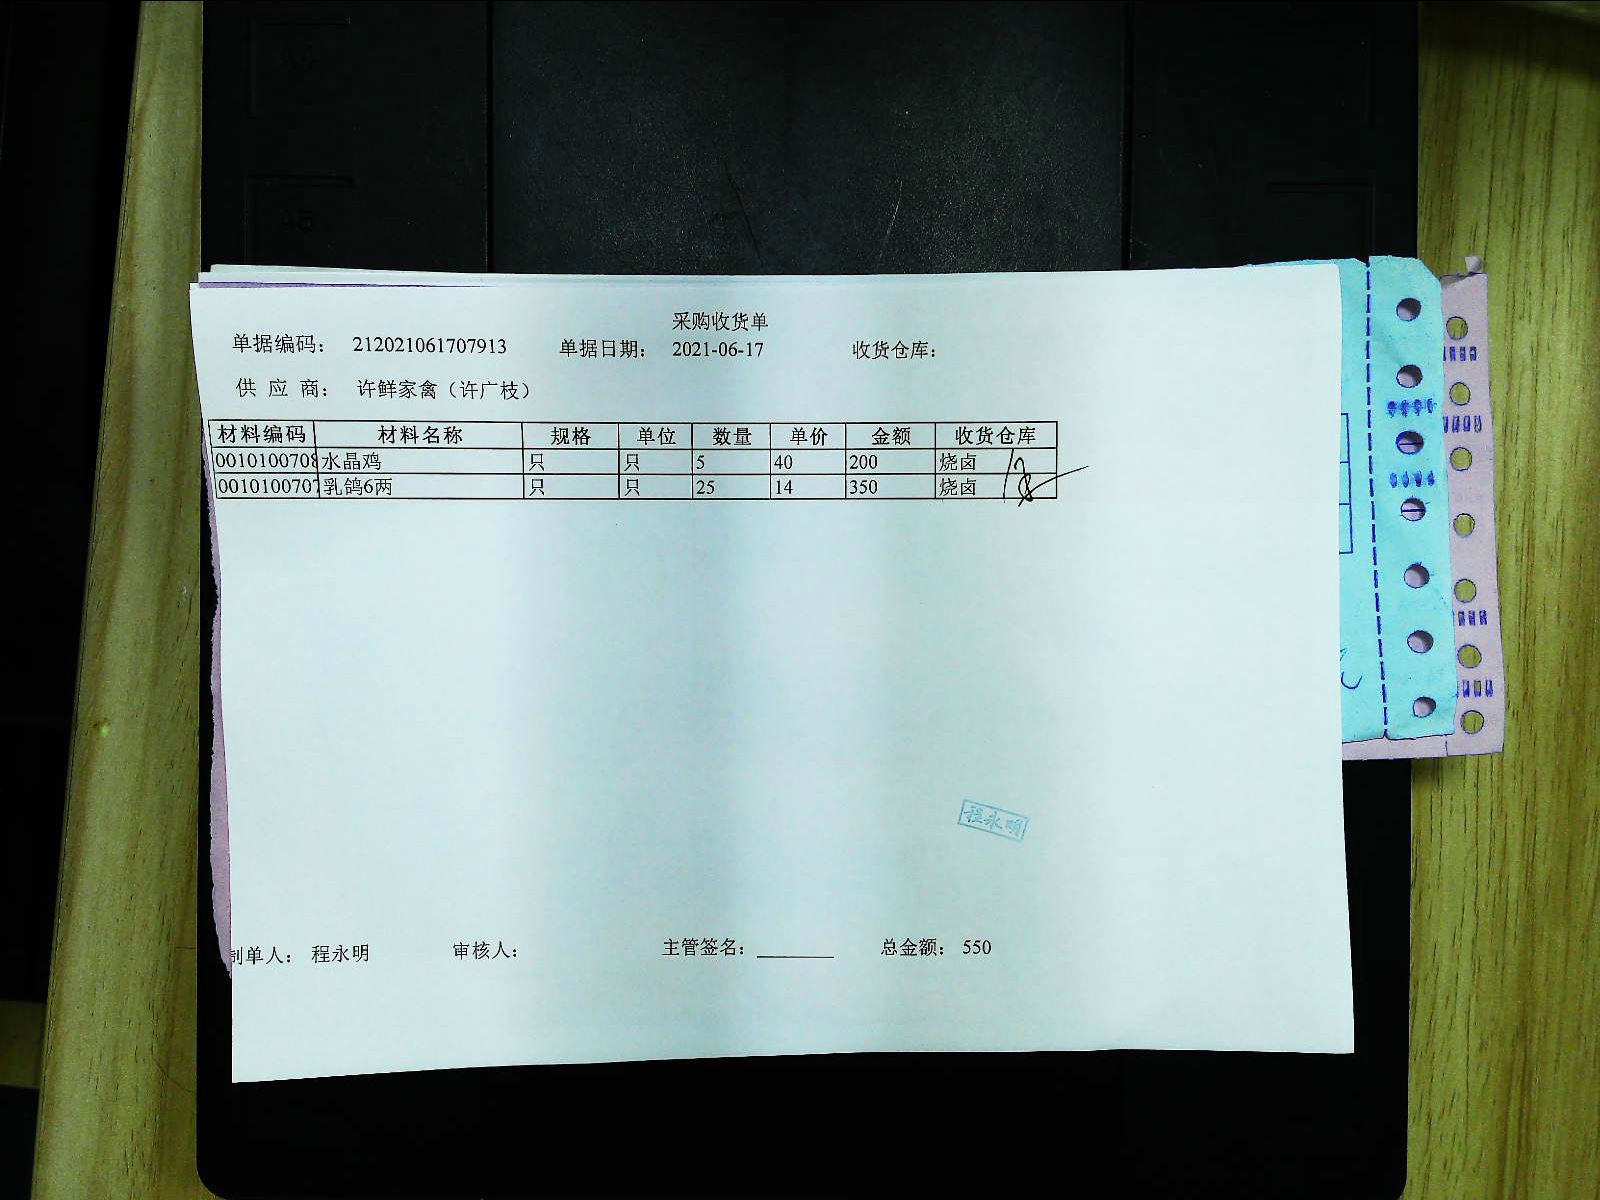 采购收货单
单据编码： 212021061707913 单据日期： 2021-06-17 收货仓库：
供 应 商： 许鲜家禽（许广枝）
材料编码 材料名称 规格 单位 数量 单价 金额 收货仓库
0010100708 水晶鸡 只 只 5 40 200 烧卤
0010100707 乳鸽6两 只 只 25 14 350 烧卤
程永明
制单人： 程永明 审核人： 主管签名： 总金额： 550